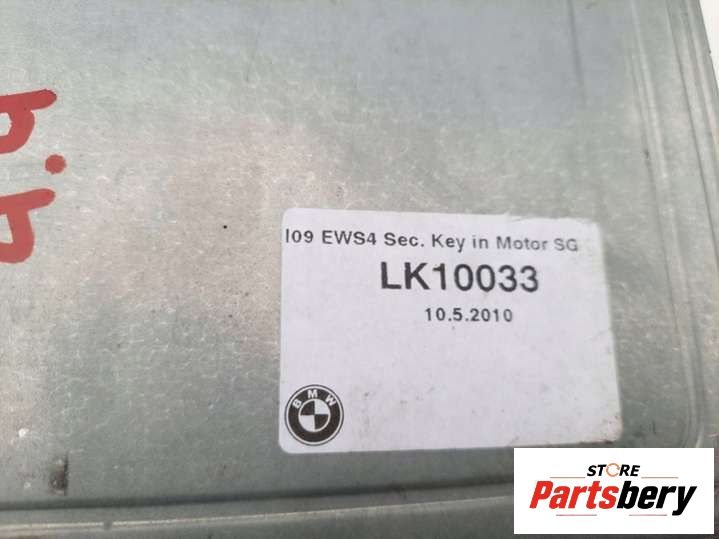 I09 EWS4 Sec. Key in Motor SG
LK10033
10.5.2010
BMW
STORE
Partsbery